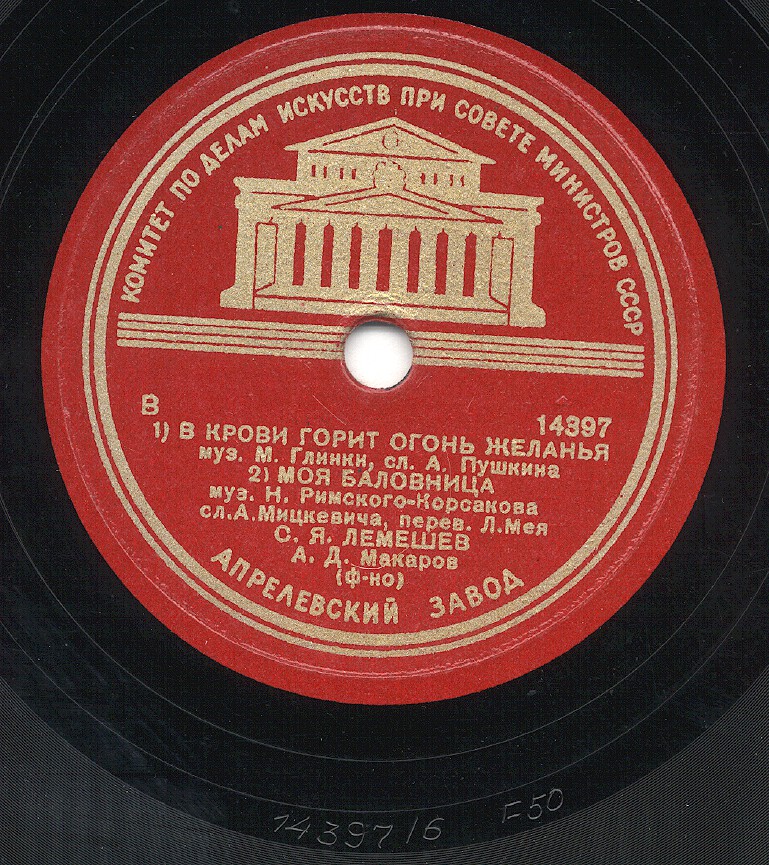 КОМИТЕТ ПО ДЕЛАМ ИСКУССТВ ПРИ СОВЕТЕ МИНИСТРОВ СССР
В 14397
1) В КРОВИ ГОРИТ ОГОНЬ ЖЕЛАНЬЯ
муз. М. Глинки, сл. А. Пушкина
2) МОЯ БАЛОВНИЦА
муз. Н. Римского-Корсакова
сл.А.Мицкевича, перев. Л.Мея
С. Я. ЛЕМЕШЕВ
А. Д. Макаров
(ф-но)
АПРЕЛЕВСКИЙ ЗАВОД
14397/6 F50